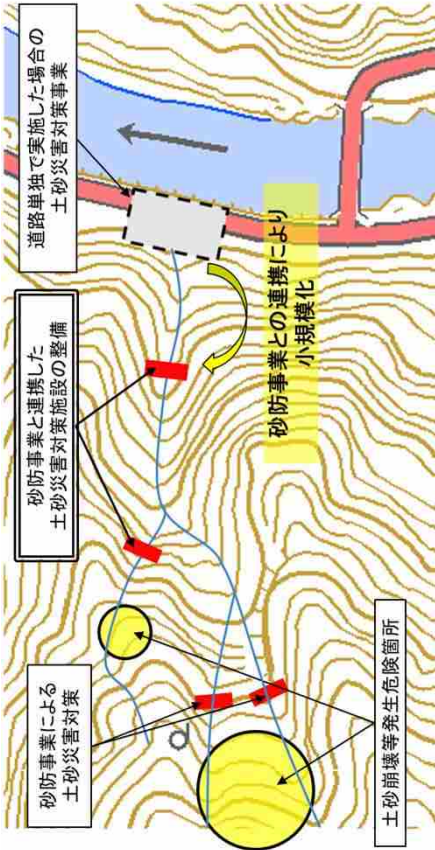 砂防事業による
土砂災害対策
砂防事業と連携した
土砂災害対策施設の整備
道路単独で実施した場合の
土砂災害対策事業
砂防事業との連携により
小規模化
土砂崩壊等発生危険箇所